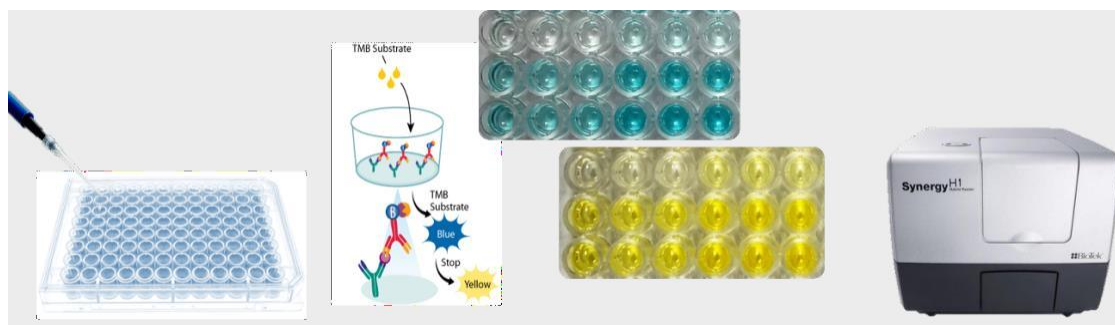 TMB Substrate
TMB
Substrate
Blue
Stop
Yellow
Synergy H1
BioTek